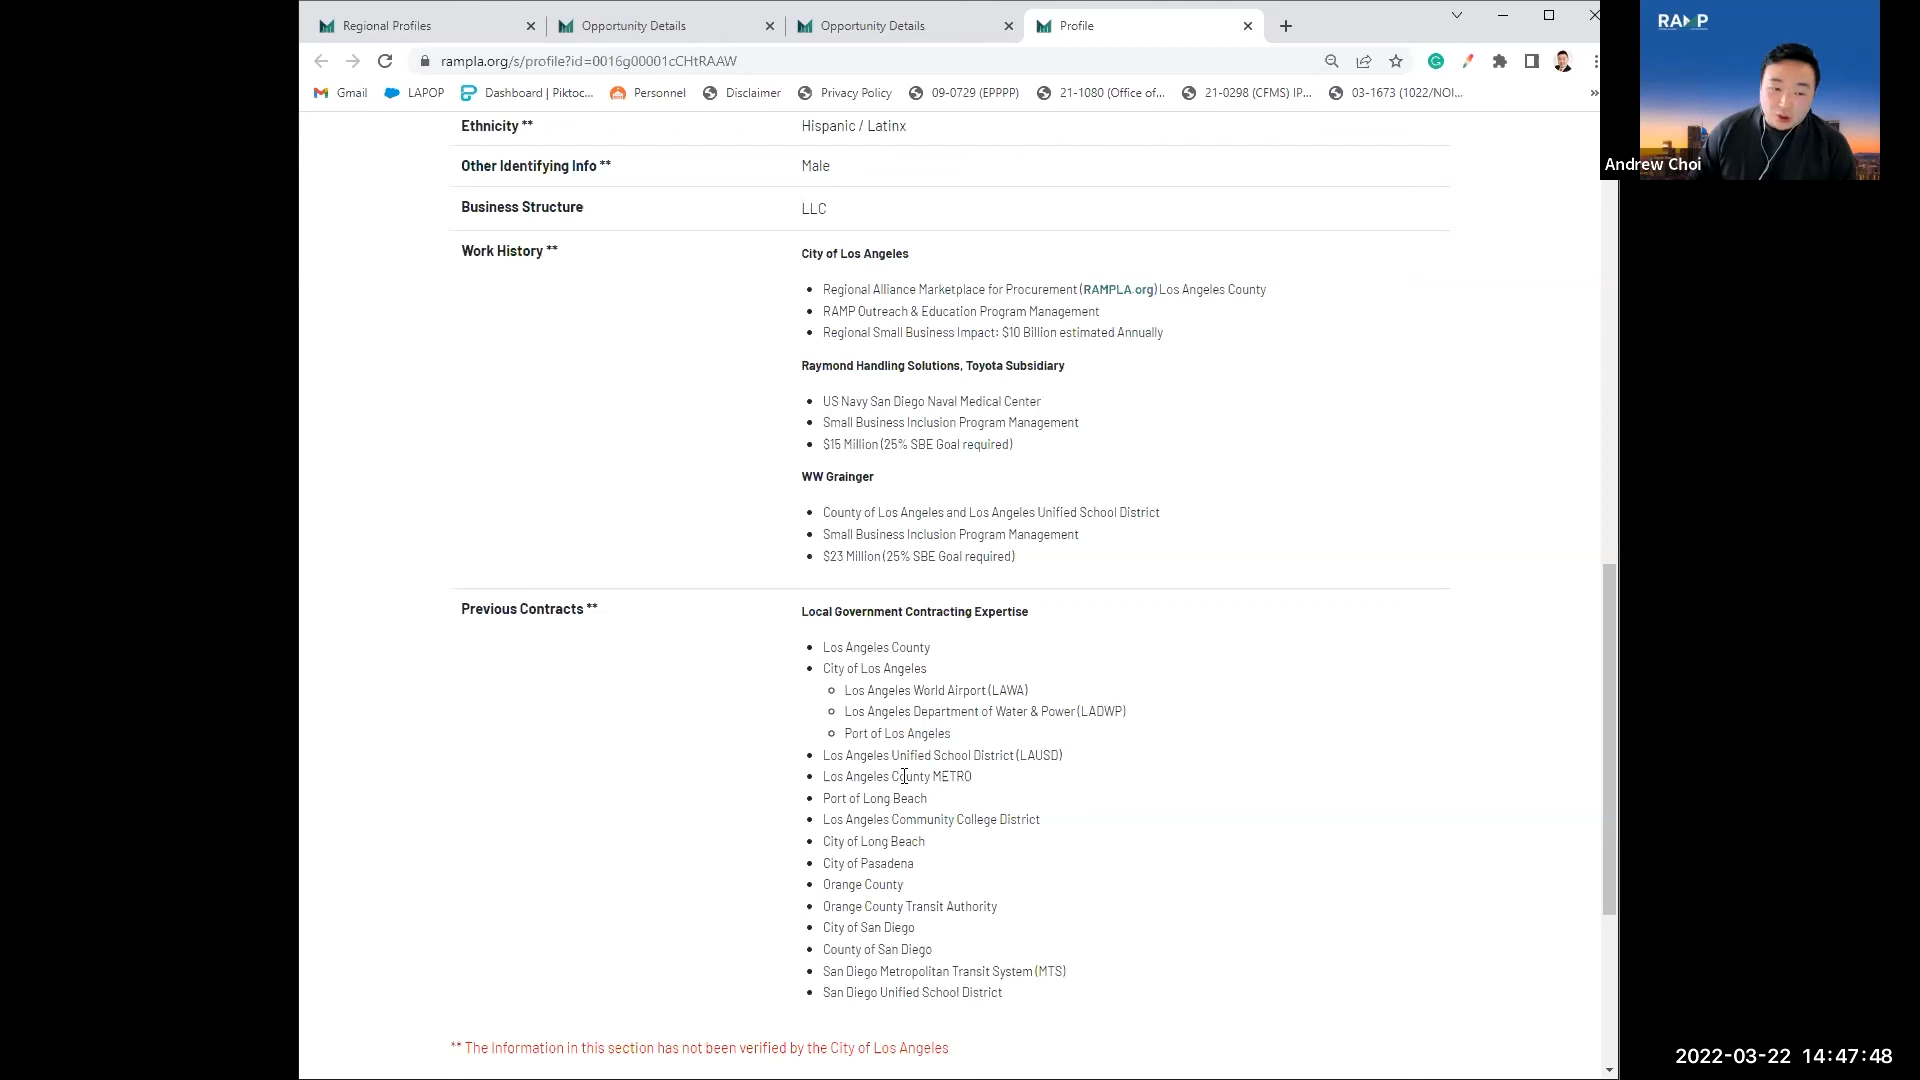 Regional Profiles
Opportunity Details
Opportunity Details
Profile
rampla.org/s/profile?id=0016g00001cCHtRAAW
Gmail
LAPOP
Dashboard | Piktoc...
Personnel
Disclaimer
Privacy Policy
09-0729 (EPPPP)
21-1080 (Office of...
21-0298 (CFMS) IP...
03-1673 (1022/NOI...
»
RAMP
Andrew Choi
Ethnicity ** Hispanic / Latinx
Other Identifying Info ** Male
Business Structure LLC
Work History ** City of Los Angeles
• Regional Alliance Marketplace for Procurement (RAMPLA.org) Los Angeles County
• RAMP Outreach & Education Program Management
• Regional Small Business Impact: $10 Billion estimated Annually
Raymond Handling Solutions, Toyota Subsidiary
• US Navy San Diego Naval Medical Center
• Small Business Inclusion Program Management
• $15 Million (25% SBE Goal required)
WW Grainger
• County of Los Angeles and Los Angeles Unified School District
• Small Business Inclusion Program Management
• $23 Million (25% SBE Goal required)
Previous Contracts ** Local Government Contracting Expertise
• Los Angeles County
• City of Los Angeles
○ Los Angeles World Airport (LAWA)
○ Los Angeles Department of Water & Power (LADWP)
○ Port of Los Angeles
• Los Angeles Unified School District (LAUSD)
• Los Angeles County METRO
• Port of Long Beach
• Los Angeles Community College District
• City of Long Beach
• City of Pasadena
• Orange County
• Orange County Transit Authority
• City of San Diego
• County of San Diego
• San Diego Metropolitan Transit System (MTS)
• San Diego Unified School District
** The Information in this section has not been verified by the City of Los Angeles
2022-03-22 14:47:48